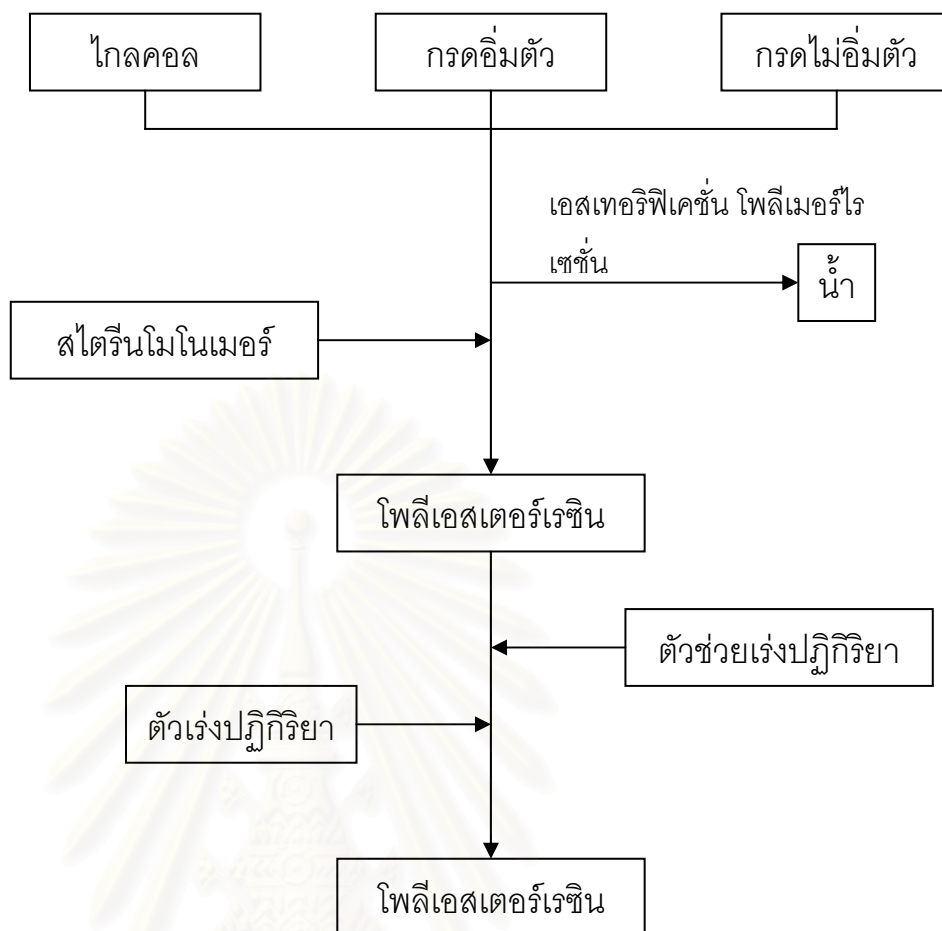 ไกลคอล
กรดอิ่มตัว
กรดไม่อิ่มตัว
เอสเทอริฟิเคชั่น โพลีเมอร์ไร
เซชั่น
น้ำ
สไตรีนโมโนเมอร์
โพลีเอสเตอร์เรซิน
ตัวช่วยเร่งปฏิกิริยา
ตัวเร่งปฏิกิริยา
โพลีเอสเตอร์เรซิน